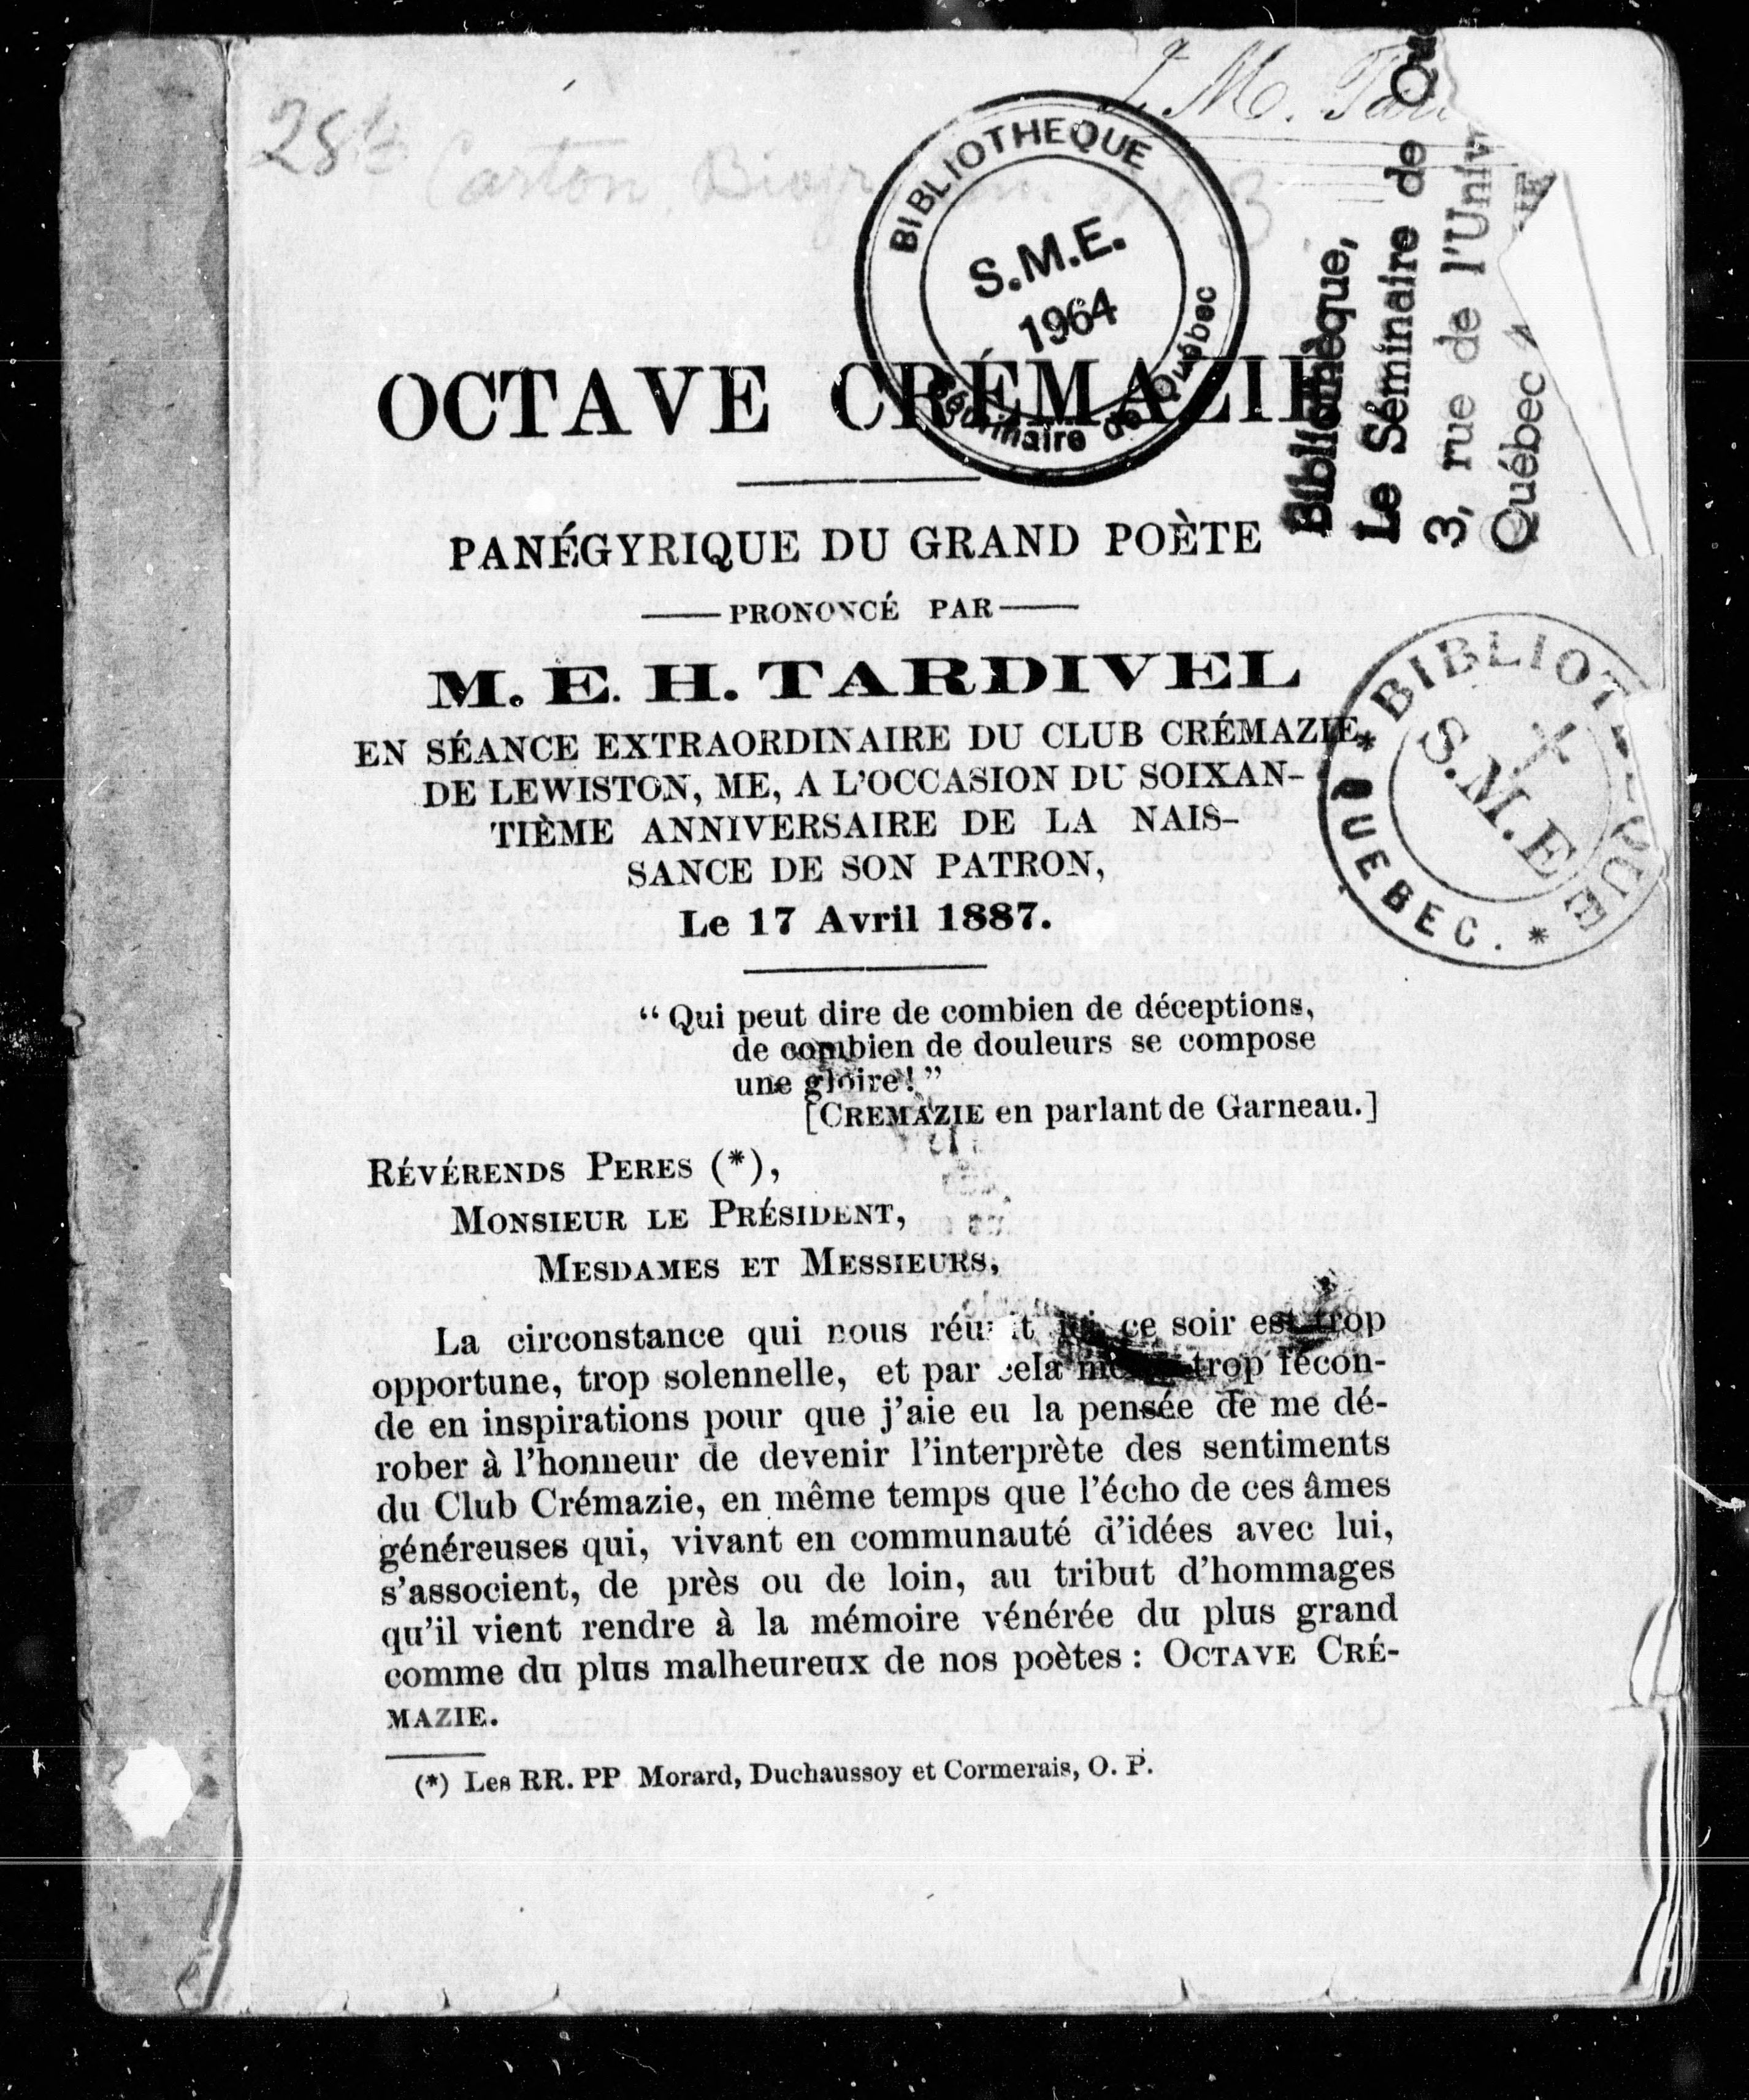 28
Carton
J. M.
BIBLIOTHEQUE
S.M.E.
1964
Séminaire de Québec
Bibliothèque,
Le Séminaire de
3, rue de l'Univ
Québec 4
OCTAVE CRÉMAZIE
PANÉGYRIQUE DU GRAND POÈTE
PRONONCÉ PAR
M. E. H. TARDIVEL
EN SÉANCE EXTRAORDINAIRE DU CLUB CRÉMAZIE,
DE LEWISTON, ME, A L'OCCASION DU SOIXAN-
TIÈME ANNIVERSAIRE DE LA NAIS-
SANCE DE SON PATRON,
Le 17 Avril 1887.
* BIBLIOTHEQUE
S.M.E
QUEBEC. *
“ Qui peut dire de combien de déceptions,
de combien de douleurs se compose
une gloire! ”
[CREMAZIE en parlant de Garneau.]
RÉVÉRENDS PERES (*),
MONSIEUR LE PRÉSIDENT,
MESDAMES ET MESSIEURS,
La circonstance qui nous réunit ce soir est trop
opportune, trop solennelle, et par cela trop fécon-
de en inspirations pour que j'aie eu la pensée de me dé-
rober à l'honneur de devenir l'interprète des sentiments
du Club Crémazie, en même temps que l'écho de ces âmes
généreuses qui, vivant en communauté d'idées avec lui,
s'associent, de près ou de loin, au tribut d'hommages
qu'il vient rendre à la mémoire vénérée du plus grand
comme du plus malheureux de nos poètes : OCTAVE CRÉ-
MAZIE.
(*) Les RR. PP Morard, Duchaussoy et Cormerais, O. P.